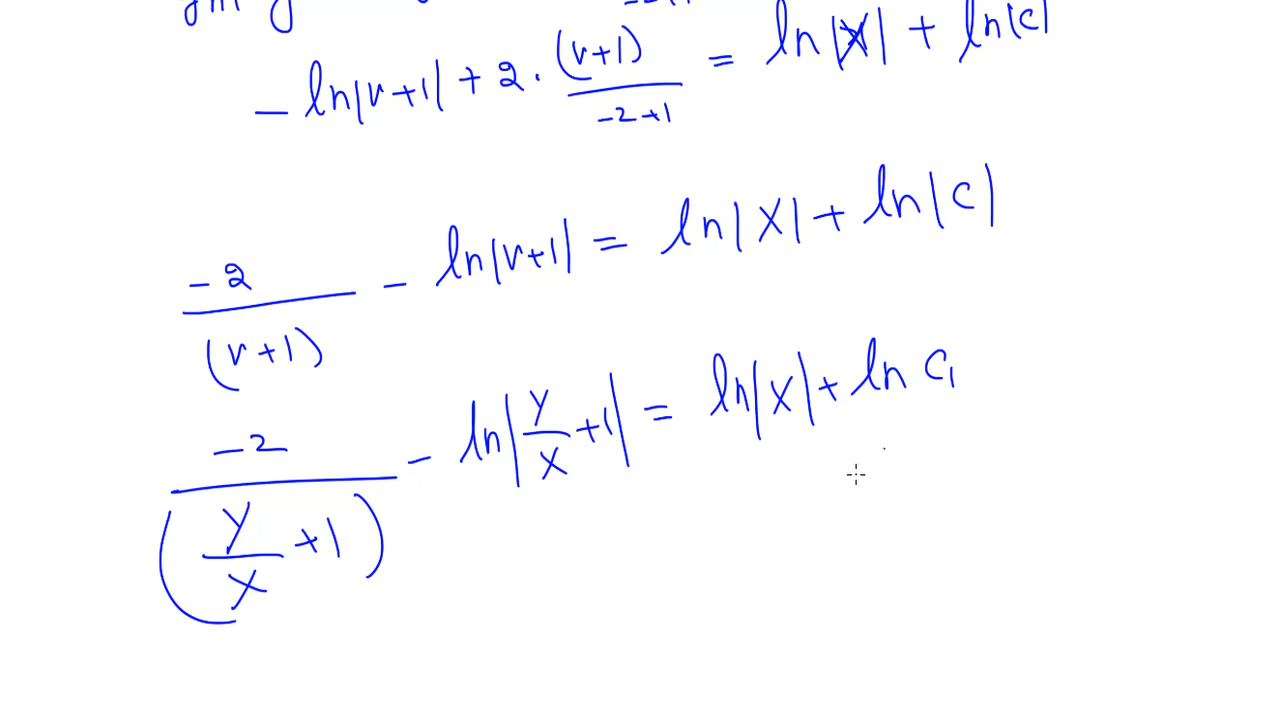 - ln|v+1| + 2 · (v+1)/(-2+1) = ln|x| + ln|c|
-2/(v+1) - ln|v+1| = ln|x| + ln|c|
-2/(y/x +1) - ln|y/x +1| = ln|x| + ln c₁